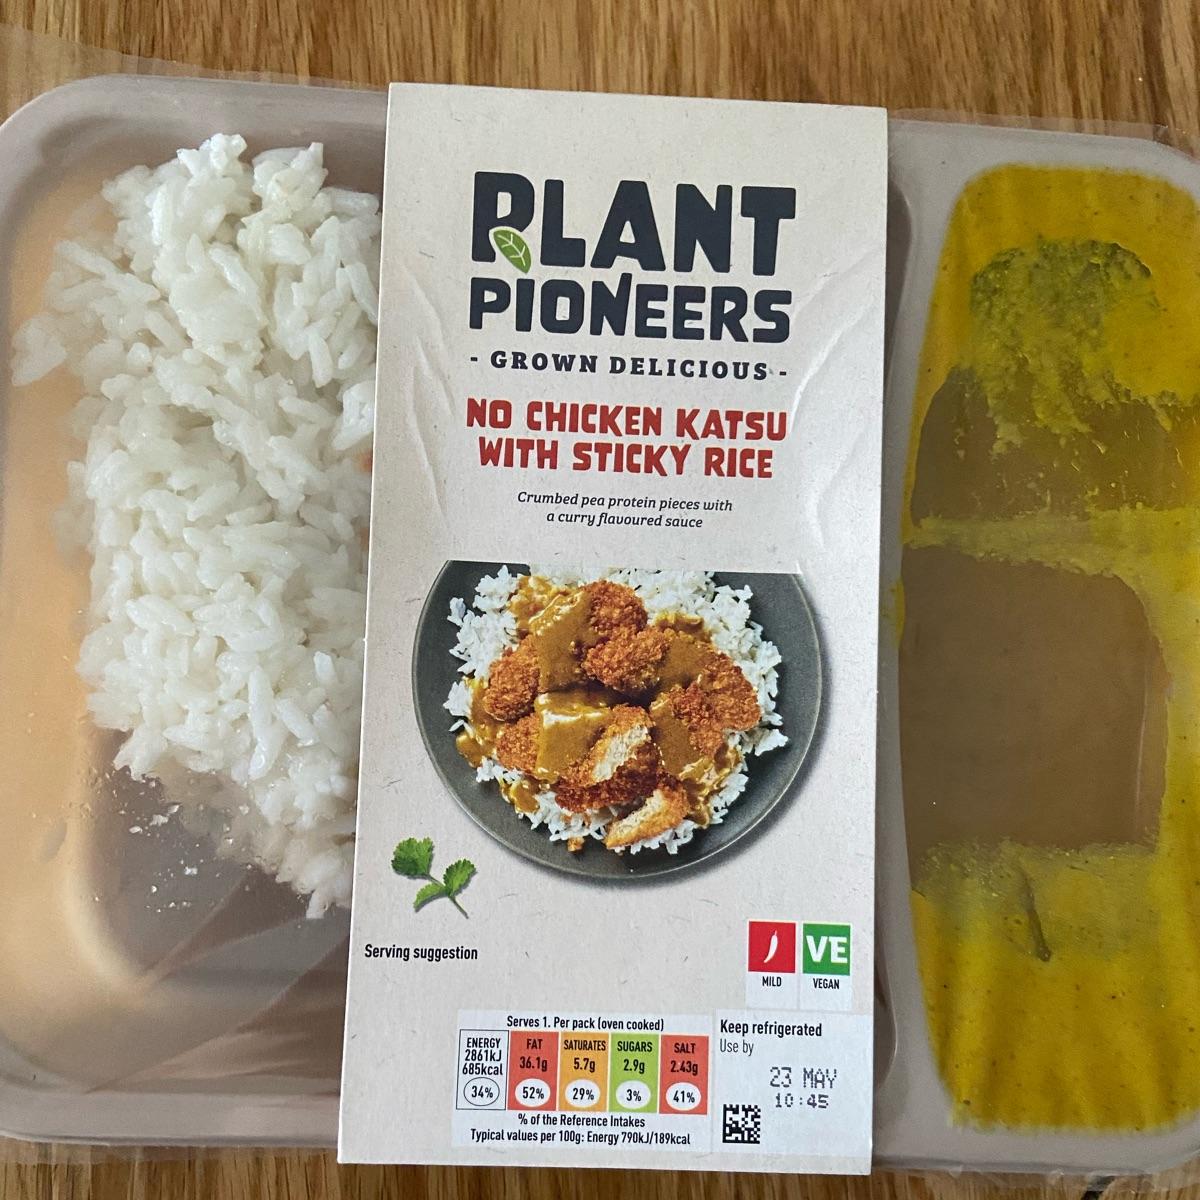 PLANT
PIONEERS
- GROWN DELICIOUS -
NO CHICKEN KATSU
WITH STICKY RICE
Crumbed pea protein pieces with
a curry flavoured sauce
Serving suggestion
MILD
VE
VEGAN
Serves 1. Per pack (oven cooked)
ENERGY 2861kJ 685kcal 34%
FAT 36.1g 52%
SATURATES 5.7g 29%
SUGARS 2.9g 3%
SALT 2.43g 41%
% of the Reference Intakes
Typical values per 100g: Energy 790kJ/189kcal
Keep refrigerated
Use by
23 MAY
10:45